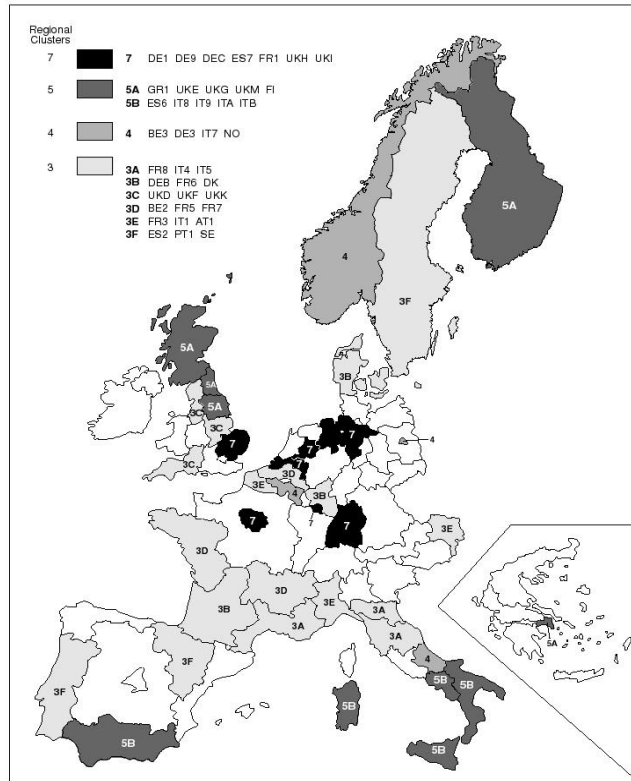 Regional
Clusters
7 7 DE1 DE9 DEC ES7 FR1 UKH UKI
5 5A GR1 UKE UKG UKM FI
5B ES6 IT8 IT9 ITA ITB
4 4 BE3 DE3 IT7 NO
3 3A FR8 IT4 IT5
3B DEB FR6 DK
3C UKD UKF UKK
3D BE2 FR5 FR7
3E FR3 IT1 AT1
3F ES2 PT1 SE
5A
4
3F
5A
5A
3B
3C
5A
3C
7
7
7
4
3C
7
3D
3E
4
3B
7
7
7
3E
3D
3D
3E
3B
3A
3A
3A
3F
4
5A
3F
5B
5B
5B
5B
5B